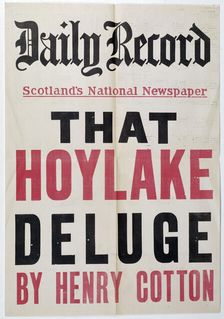 Daily Record
Scotland's National Newspaper
THAT
HOYLAKE
DELUGE
BY HENRY COTTON